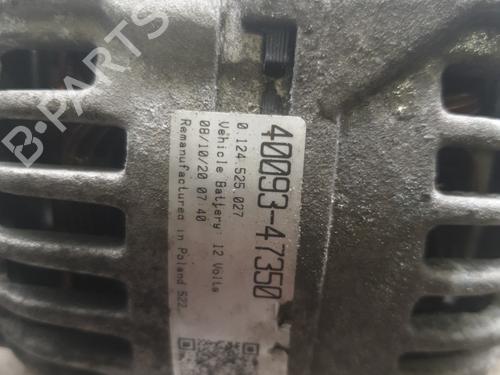 B-PARTS
40093-47350
0.124.525.027
Vehicle Battery: 12 Volts
08/10/20 07:40
Remanufactured in Poland 522